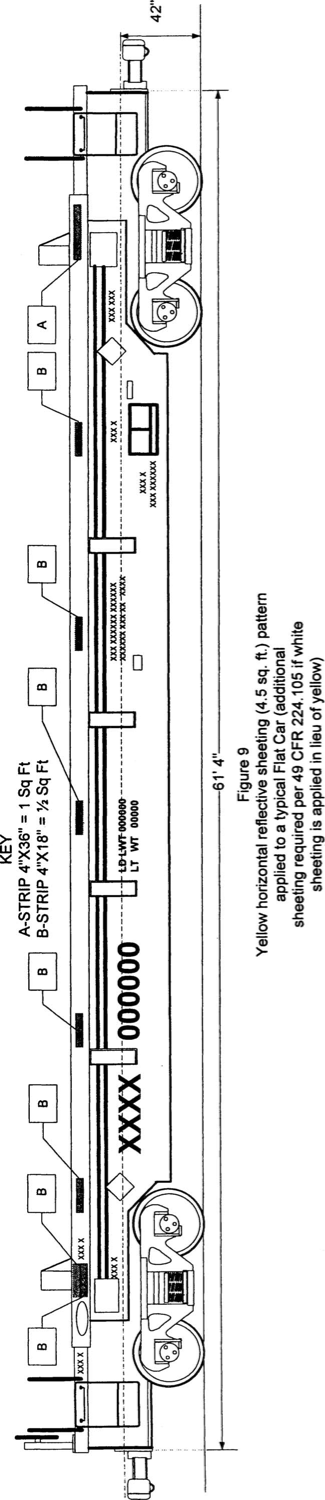 KEY
A-STRIP 4"X36" = 1 Sq Ft
B-STRIP 4"X18" = ½ Sq Ft
B
B
B
B
B
B
B
A
XXX X
XXX X
XXX X
XXXX 000000
LD LWT 000000
LT WT 00000
XXX XXXXXXX XXXXXX
XXXXXX XXX XX XXXX
XXX X
XXX XXXXXX
XXX X
XXX XXX
42"
61' 4"
Figure 9
Yellow horizontal reflective sheeting (4.5 sq. ft.) pattern
applied to a typical Flat Car (additional
sheeting required per 49 CFR 224.105 if white
sheeting is applied in lieu of yellow)